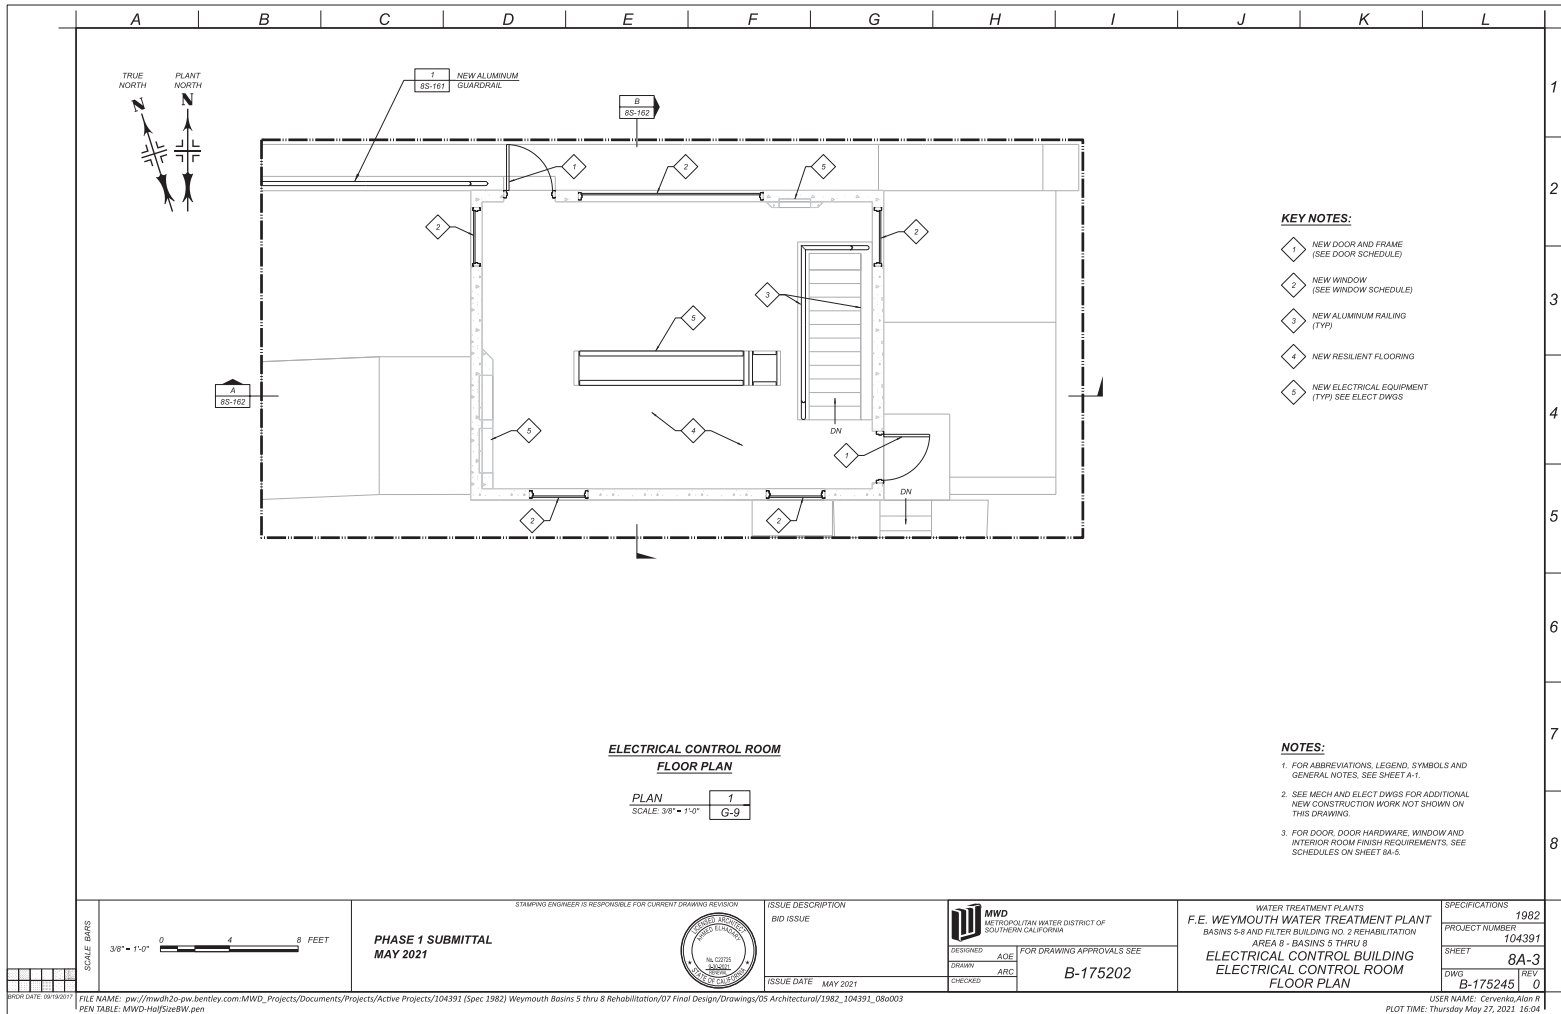 A B C D E F G H I J K L
1
2
3
4
5
6
7
8
TRUE
NORTH
PLANT
NORTH
N
N
1
8S-161
NEW ALUMINUM
GUARDRAIL
B
8S-162
1
2
5
2
2
3
5
A
8S-162
4
5
1
DN
DN
2
2
KEY NOTES:
1 NEW DOOR AND FRAME
(SEE DOOR SCHEDULE)
2 NEW WINDOW
(SEE WINDOW SCHEDULE)
3 NEW ALUMINUM RAILING
(TYP)
4 NEW RESILIENT FLOORING
5 NEW ELECTRICAL EQUIPMENT
(TYP) SEE ELECT DWGS
ELECTRICAL CONTROL ROOM
FLOOR PLAN
PLAN
SCALE: 3/8" = 1'-0"
1
G-9
NOTES:
1. FOR ABBREVIATIONS, LEGEND, SYMBOLS AND
GENERAL NOTES, SEE SHEET A-1.
2. SEE MECH AND ELECT DWGS FOR ADDITIONAL
NEW CONSTRUCTION WORK NOT SHOWN ON
THIS DRAWING.
3. FOR DOOR, DOOR HARDWARE, WINDOW AND
INTERIOR ROOM FINISH REQUIREMENTS, SEE
SCHEDULES ON SHEET 8A-5.
SCALE BARS
3/8" = 1'-0"
0 4 8 FEET
PHASE 1 SUBMITTAL
MAY 2021
STAMPING ENGINEER IS RESPONSIBLE FOR CURRENT DRAWING REVISION
LICENSED ARCHITECT
AHMED ELHADARY
No. C22725
9-30-2021
RENEWAL
STATE OF CALIFORNIA
ISSUE DESCRIPTION
BID ISSUE
ISSUE DATE MAY 2021
MWD
METROPOLITAN WATER DISTRICT OF
SOUTHERN CALIFORNIA
DESIGNED AOE
DRAWN ARC
CHECKED
FOR DRAWING APPROVALS SEE
B-175202
WATER TREATMENT PLANTS
F.E. WEYMOUTH WATER TREATMENT PLANT
BASINS 5-8 AND FILTER BUILDING NO. 2 REHABILITATION
AREA 8 - BASINS 5 THRU 8
ELECTRICAL CONTROL BUILDING
ELECTRICAL CONTROL ROOM
FLOOR PLAN
SPECIFICATIONS
1982
PROJECT NUMBER
104391
SHEET
8A-3
DWG
B-175245
REV
0
BRDR DATE: 09/19/2017
FILE NAME: pw://mwdh2o-pw.bentley.com:MWD_Projects/Documents/Projects/Active Projects/104391 (Spec 1982) Weymouth Basins 5 thru 8 Rehabilitation/07 Final Design/Drawings/05 Architectural/1982_104391_08a003
PEN TABLE: MWD-HalfSizeBW.pen
USER NAME: Cervenka,Alan R
PLOT TIME: Thursday May 27, 2021 16:04